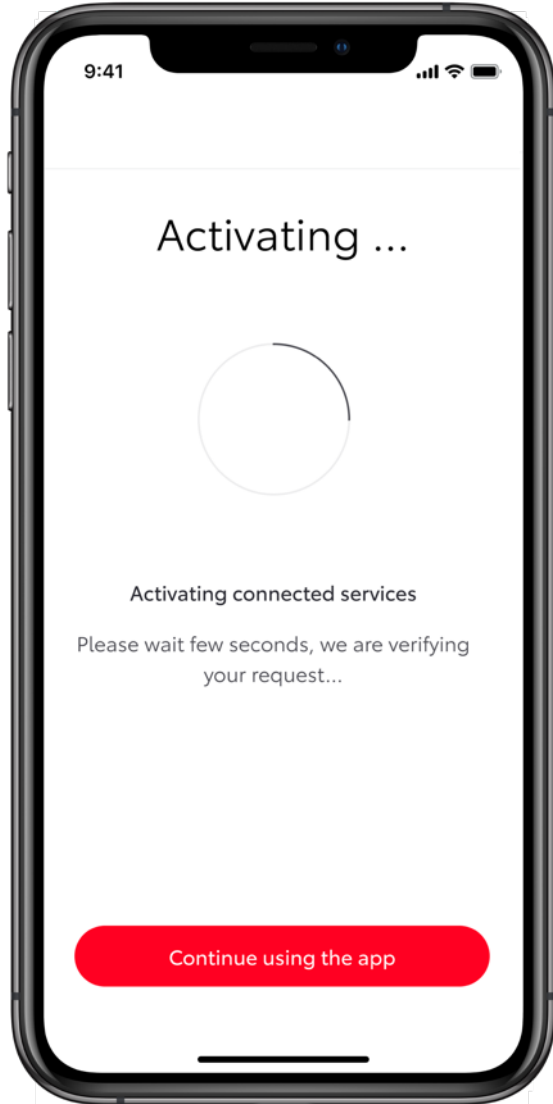 9:41
Activating ...
Activating connected services
Please wait few seconds, we are verifying
your request...
Continue using the app